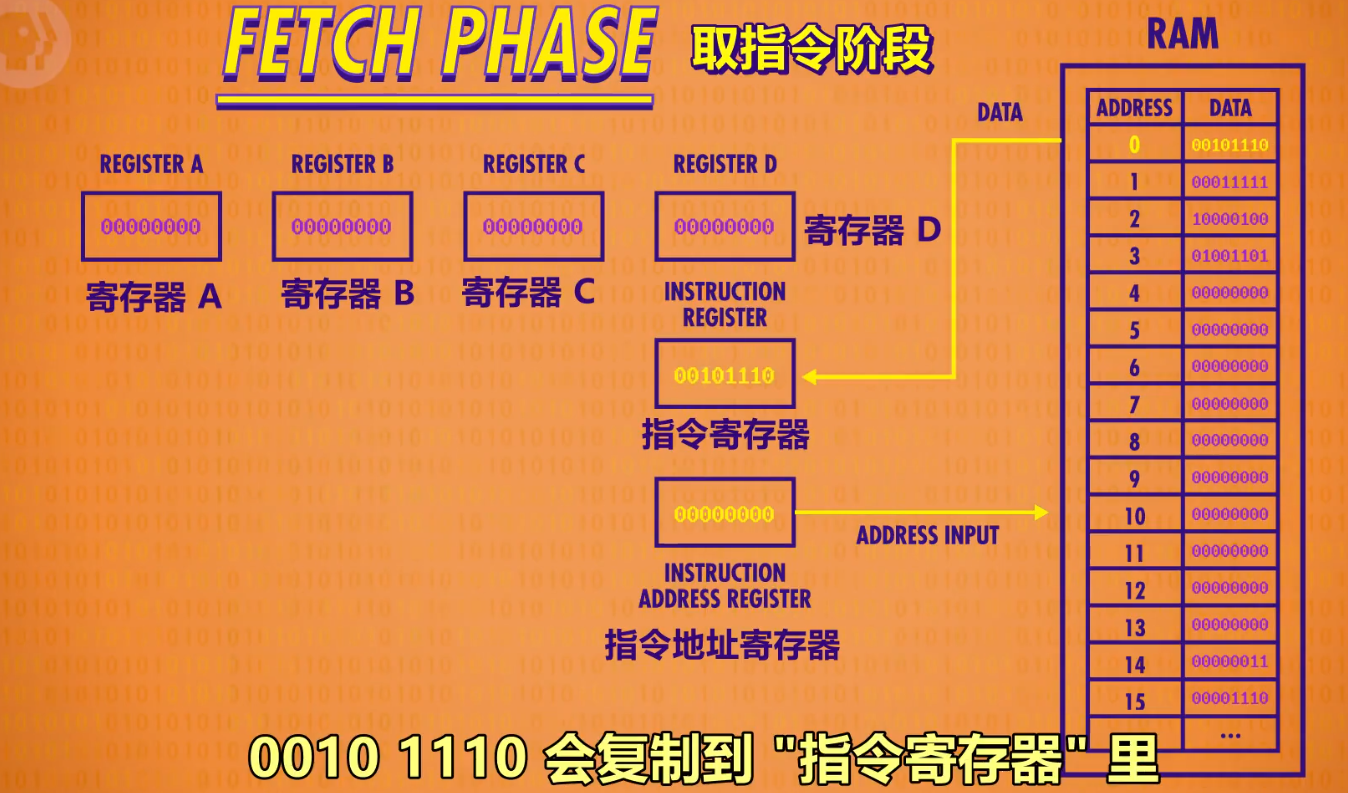 FETCH PHASE 取指令阶段
RAM
DATA
ADDRESS DATA
0 00101110
1 00011111
2 10000100
3 01001101
4 00000000
5 00000000
6 00000000
7 00000000
8 00000000
9 00000000
10 00000000
11 00000000
12 00000000
13 00000000
14 00000011
15 00001110
...
REGISTER A
00000000
寄存器 A
REGISTER B
00000000
寄存器 B
REGISTER C
00000000
寄存器 C
REGISTER D
00000000
寄存器 D
INSTRUCTION
REGISTER
00101110
指令寄存器
00000000
ADDRESS INPUT
INSTRUCTION
ADDRESS REGISTER
指令地址寄存器
0010 1110 会复制到 "指令寄存器" 里